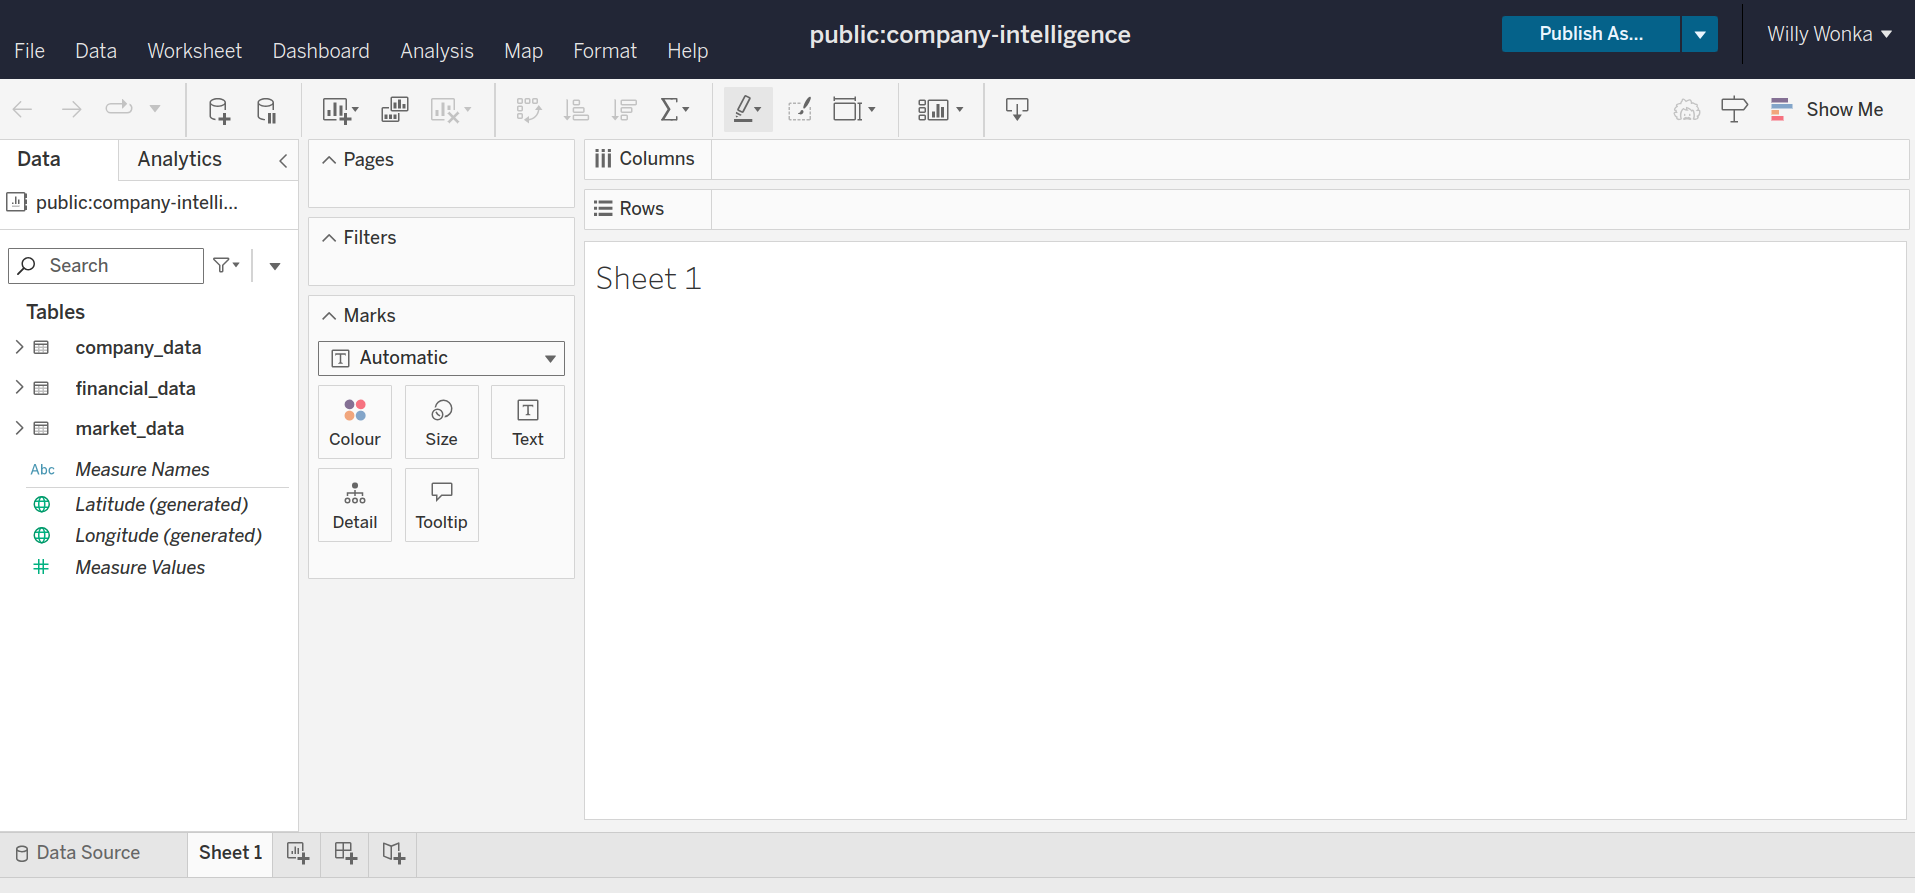 public:company-intelligence
Publish As...
Willy Wonka
File Data Worksheet Dashboard Analysis Map Format Help
Show Me
Data Analytics
public:company-intelli...
Search
Tables
company_data
financial_data
market_data
Abc Measure Names
Latitude (generated)
Longitude (generated)
Measure Values
Pages
Filters
Marks
Automatic
Colour Size Text
Detail Tooltip
Columns
Rows
Sheet 1
Data Source Sheet 1